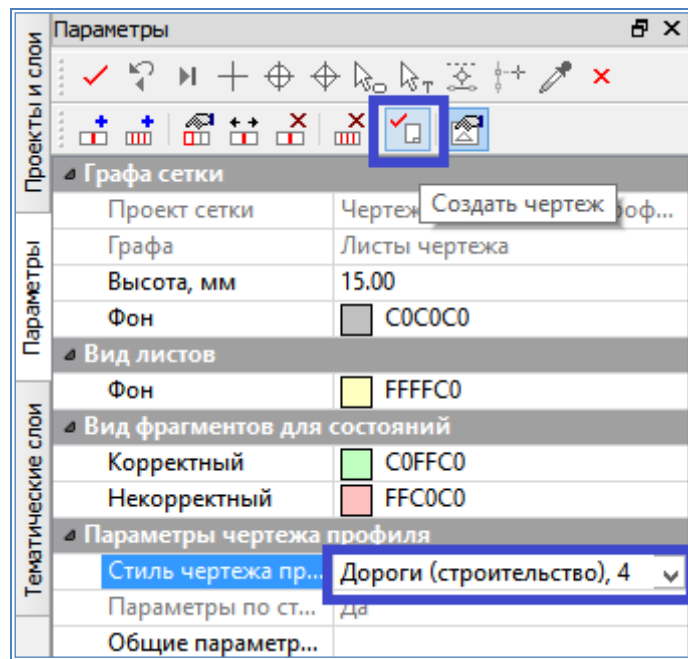 Параметры
Проекты и слои
Параметры
Тематические слои
Графа сетки
Проект сетки Чертеж роф...
Создать чертеж
Графа Листы чертежа
Высота, мм 15.00
Фон C0C0C0
Вид листов
Фон FFFFC0
Вид фрагментов для состояний
Корректный C0FFC0
Некорректный FFC0C0
Параметры чертежа профиля
Стиль чертежа пр... Дороги (строительство), 4
Параметры по ст... Да
Общие параметр...